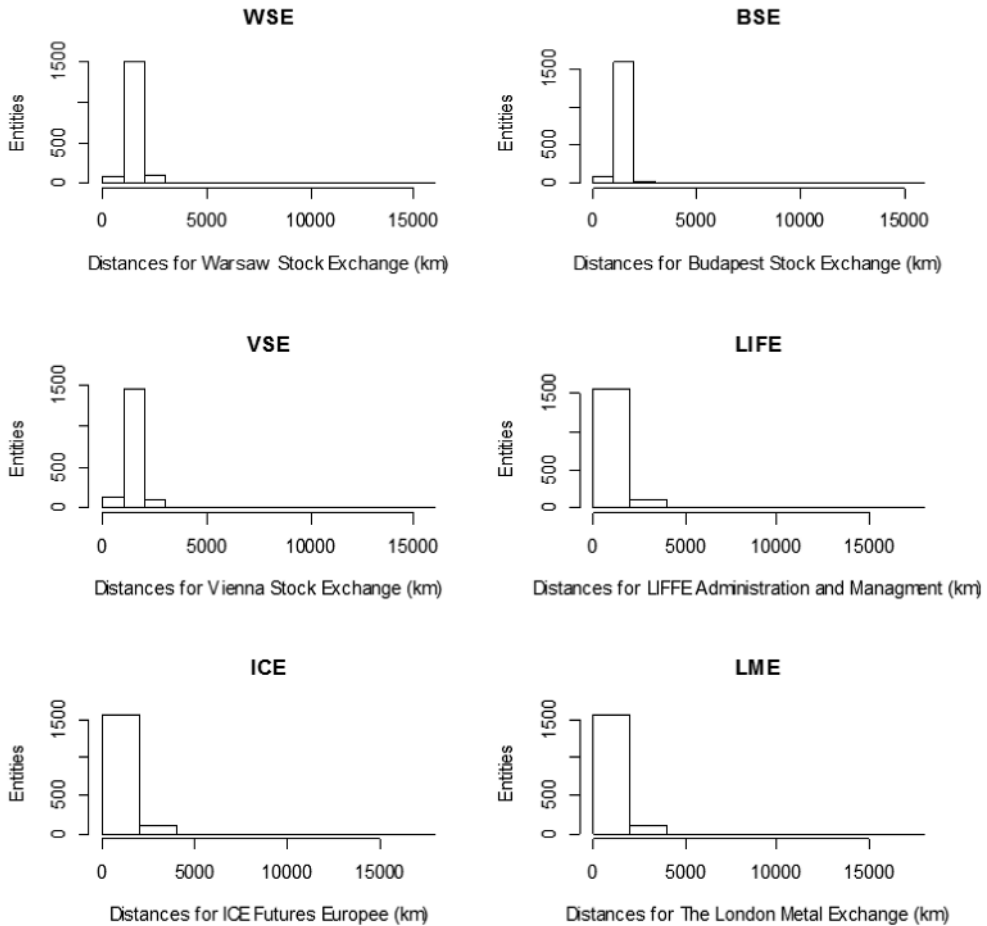 WSE
1500
500
0
Entities
0 5000 10000 15000
Distances for Warsaw Stock Exchange (km)
BSE
1500
500
0
Entities
0 5000 10000 15000
Distances for Budapest Stock Exchange (km)
VSE
1500
500
0
Entities
0 5000 10000 15000
Distances for Vienna Stock Exchange (km)
LIFE
1500
500
0
Entities
0 5000 10000 15000
Distances for LIFFE Administration and Managment (km)
ICE
1500
500
0
Entities
0 5000 10000 15000
Distances for ICE Futures Europee (km)
LME
1500
500
0
Entities
0 5000 10000 15000
Distances for The London Metal Exchange (km)